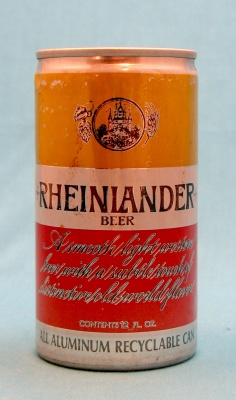 RHEINLANDER
BEER
A smooth light western
beer with a subtle touch of
distinctive old world flavor
CONTENTS 12 FL. OZ.
ALL ALUMINUM RECYCLABLE CAN